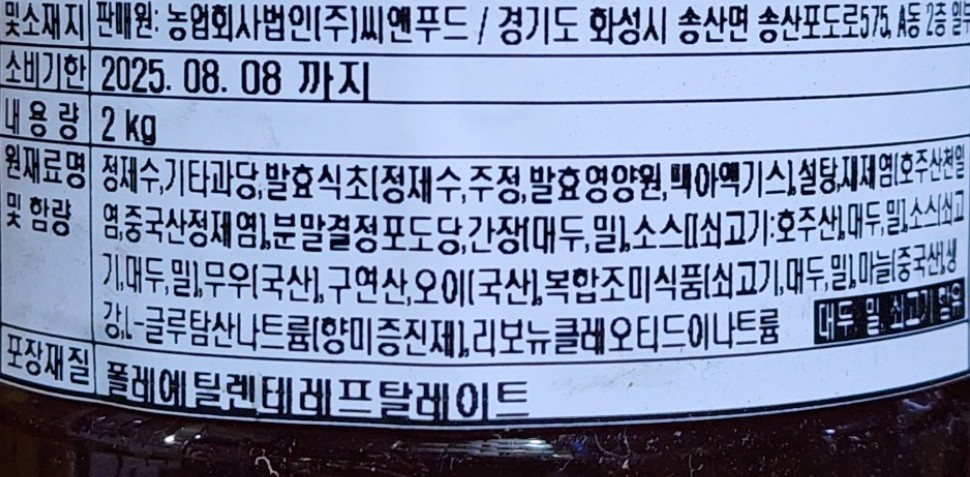 및소재지 판매원: 농업회사법인(주)씨앤푸드 / 경기도 화성시 송산면 송산포도로575, A동 2층 일부
소비기한 2025. 08. 08 까지
내용량 2 kg
원재료명 정제수,기타과당,발효식초[정제수,주정,발효영양원,맥아엑기스],설탕,재제염[호주산천일
및 함량 염,중국산정제염],분말결정포도당,간장[대두,밀],소스[[쇠고기:호주산],대두,밀],소스[쇠고
기,대두,밀],무우[국산],구연산,오이[국산],복합조미식품[쇠고기,대두,밀],마늘[중국산],생
강,L-글루탐산나트륨[향미증진제],리보뉴클레오티드이나트륨 대두, 밀, 쇠고기 함유
포장재질 폴레에틸렌테레프탈레이트